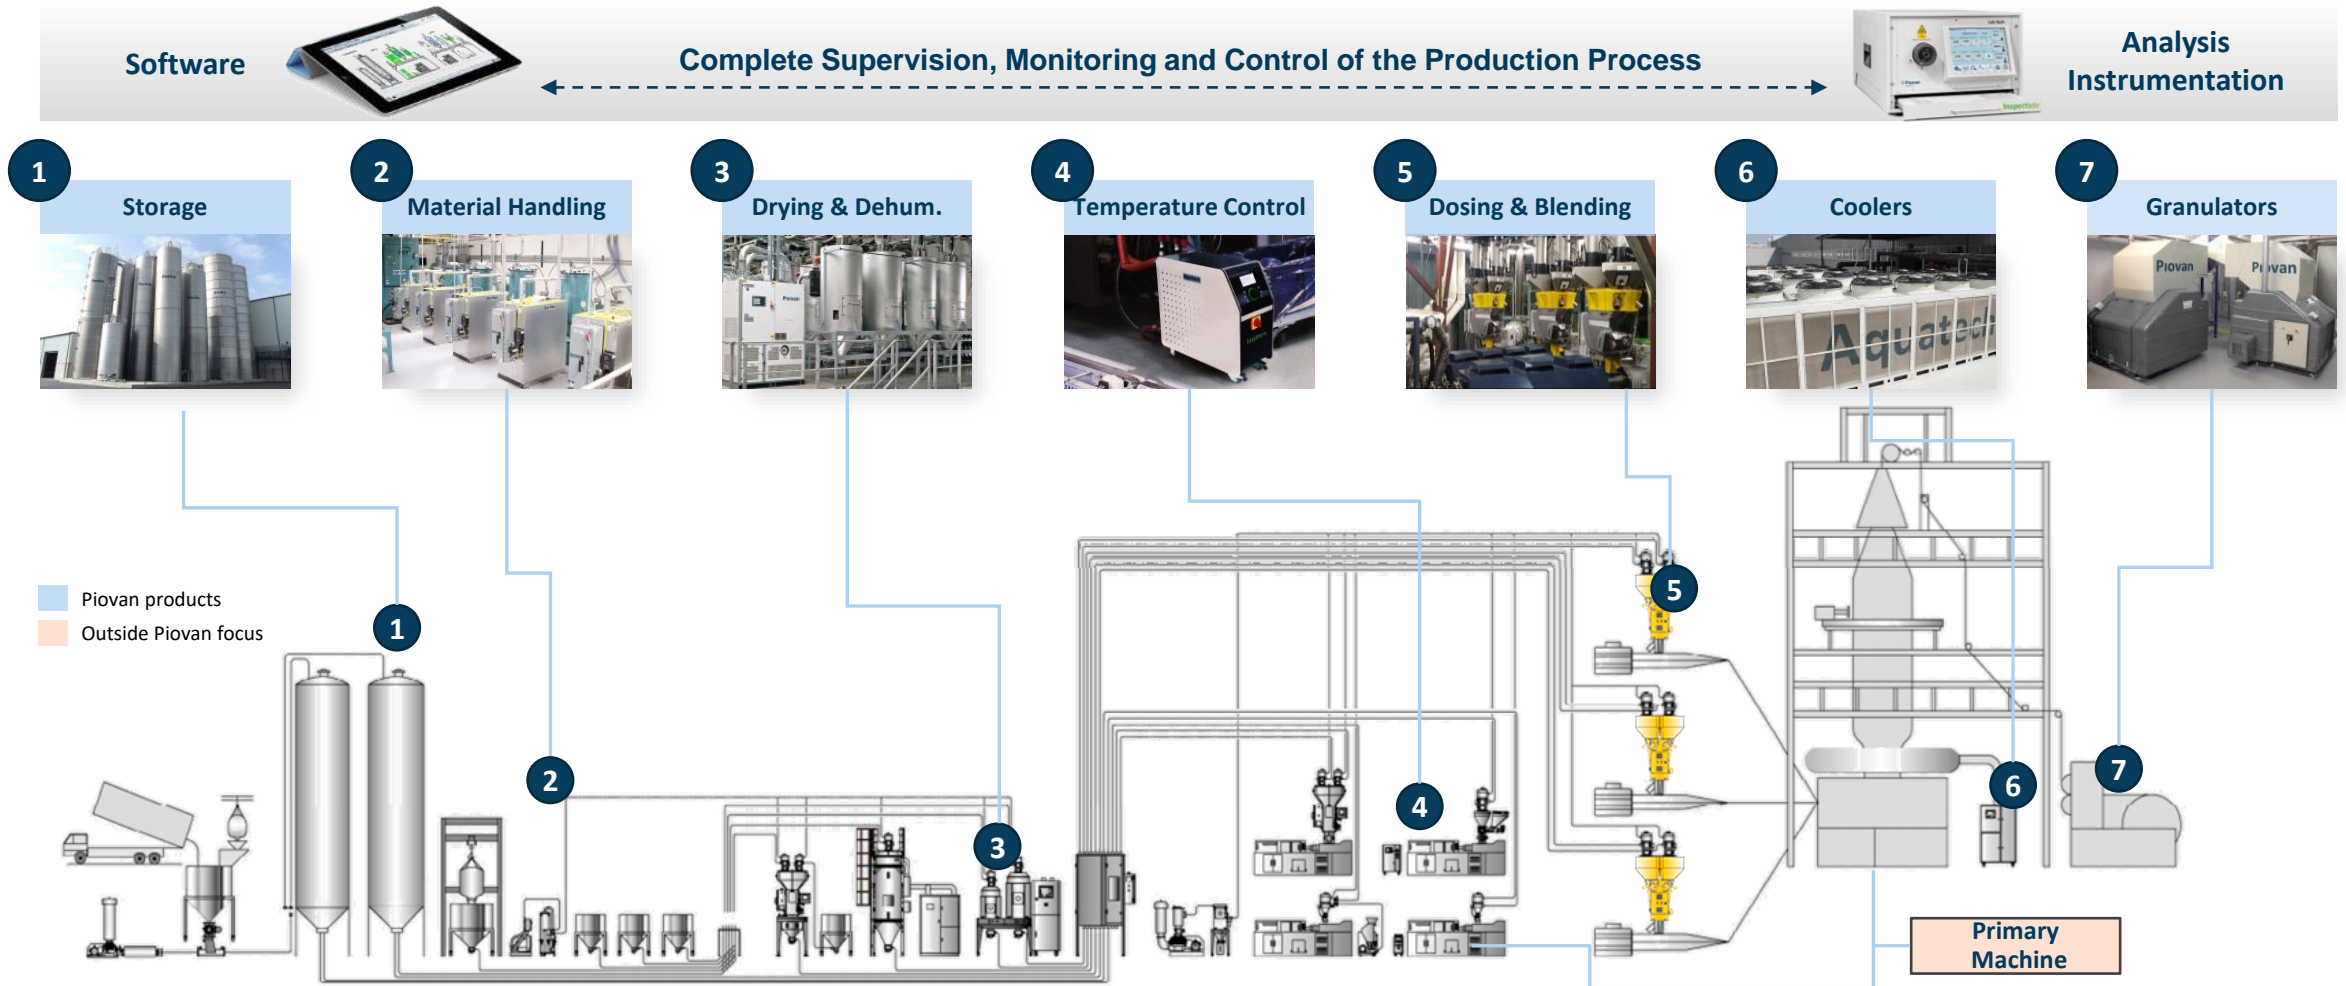 Software
Complete Supervision, Monitoring and Control of the Production Process
Analysis
Instrumentation
1
2
3
4
5
6
7
Storage
Material Handling
Drying & Dehum.
Temperature Control
Dosing & Blending
Coolers
Granulators
Piovan
Piovan
Piovan
Aquatech
Piovan products
Outside Piovan focus
1
2
3
4
5
6
7
Primary
Machine